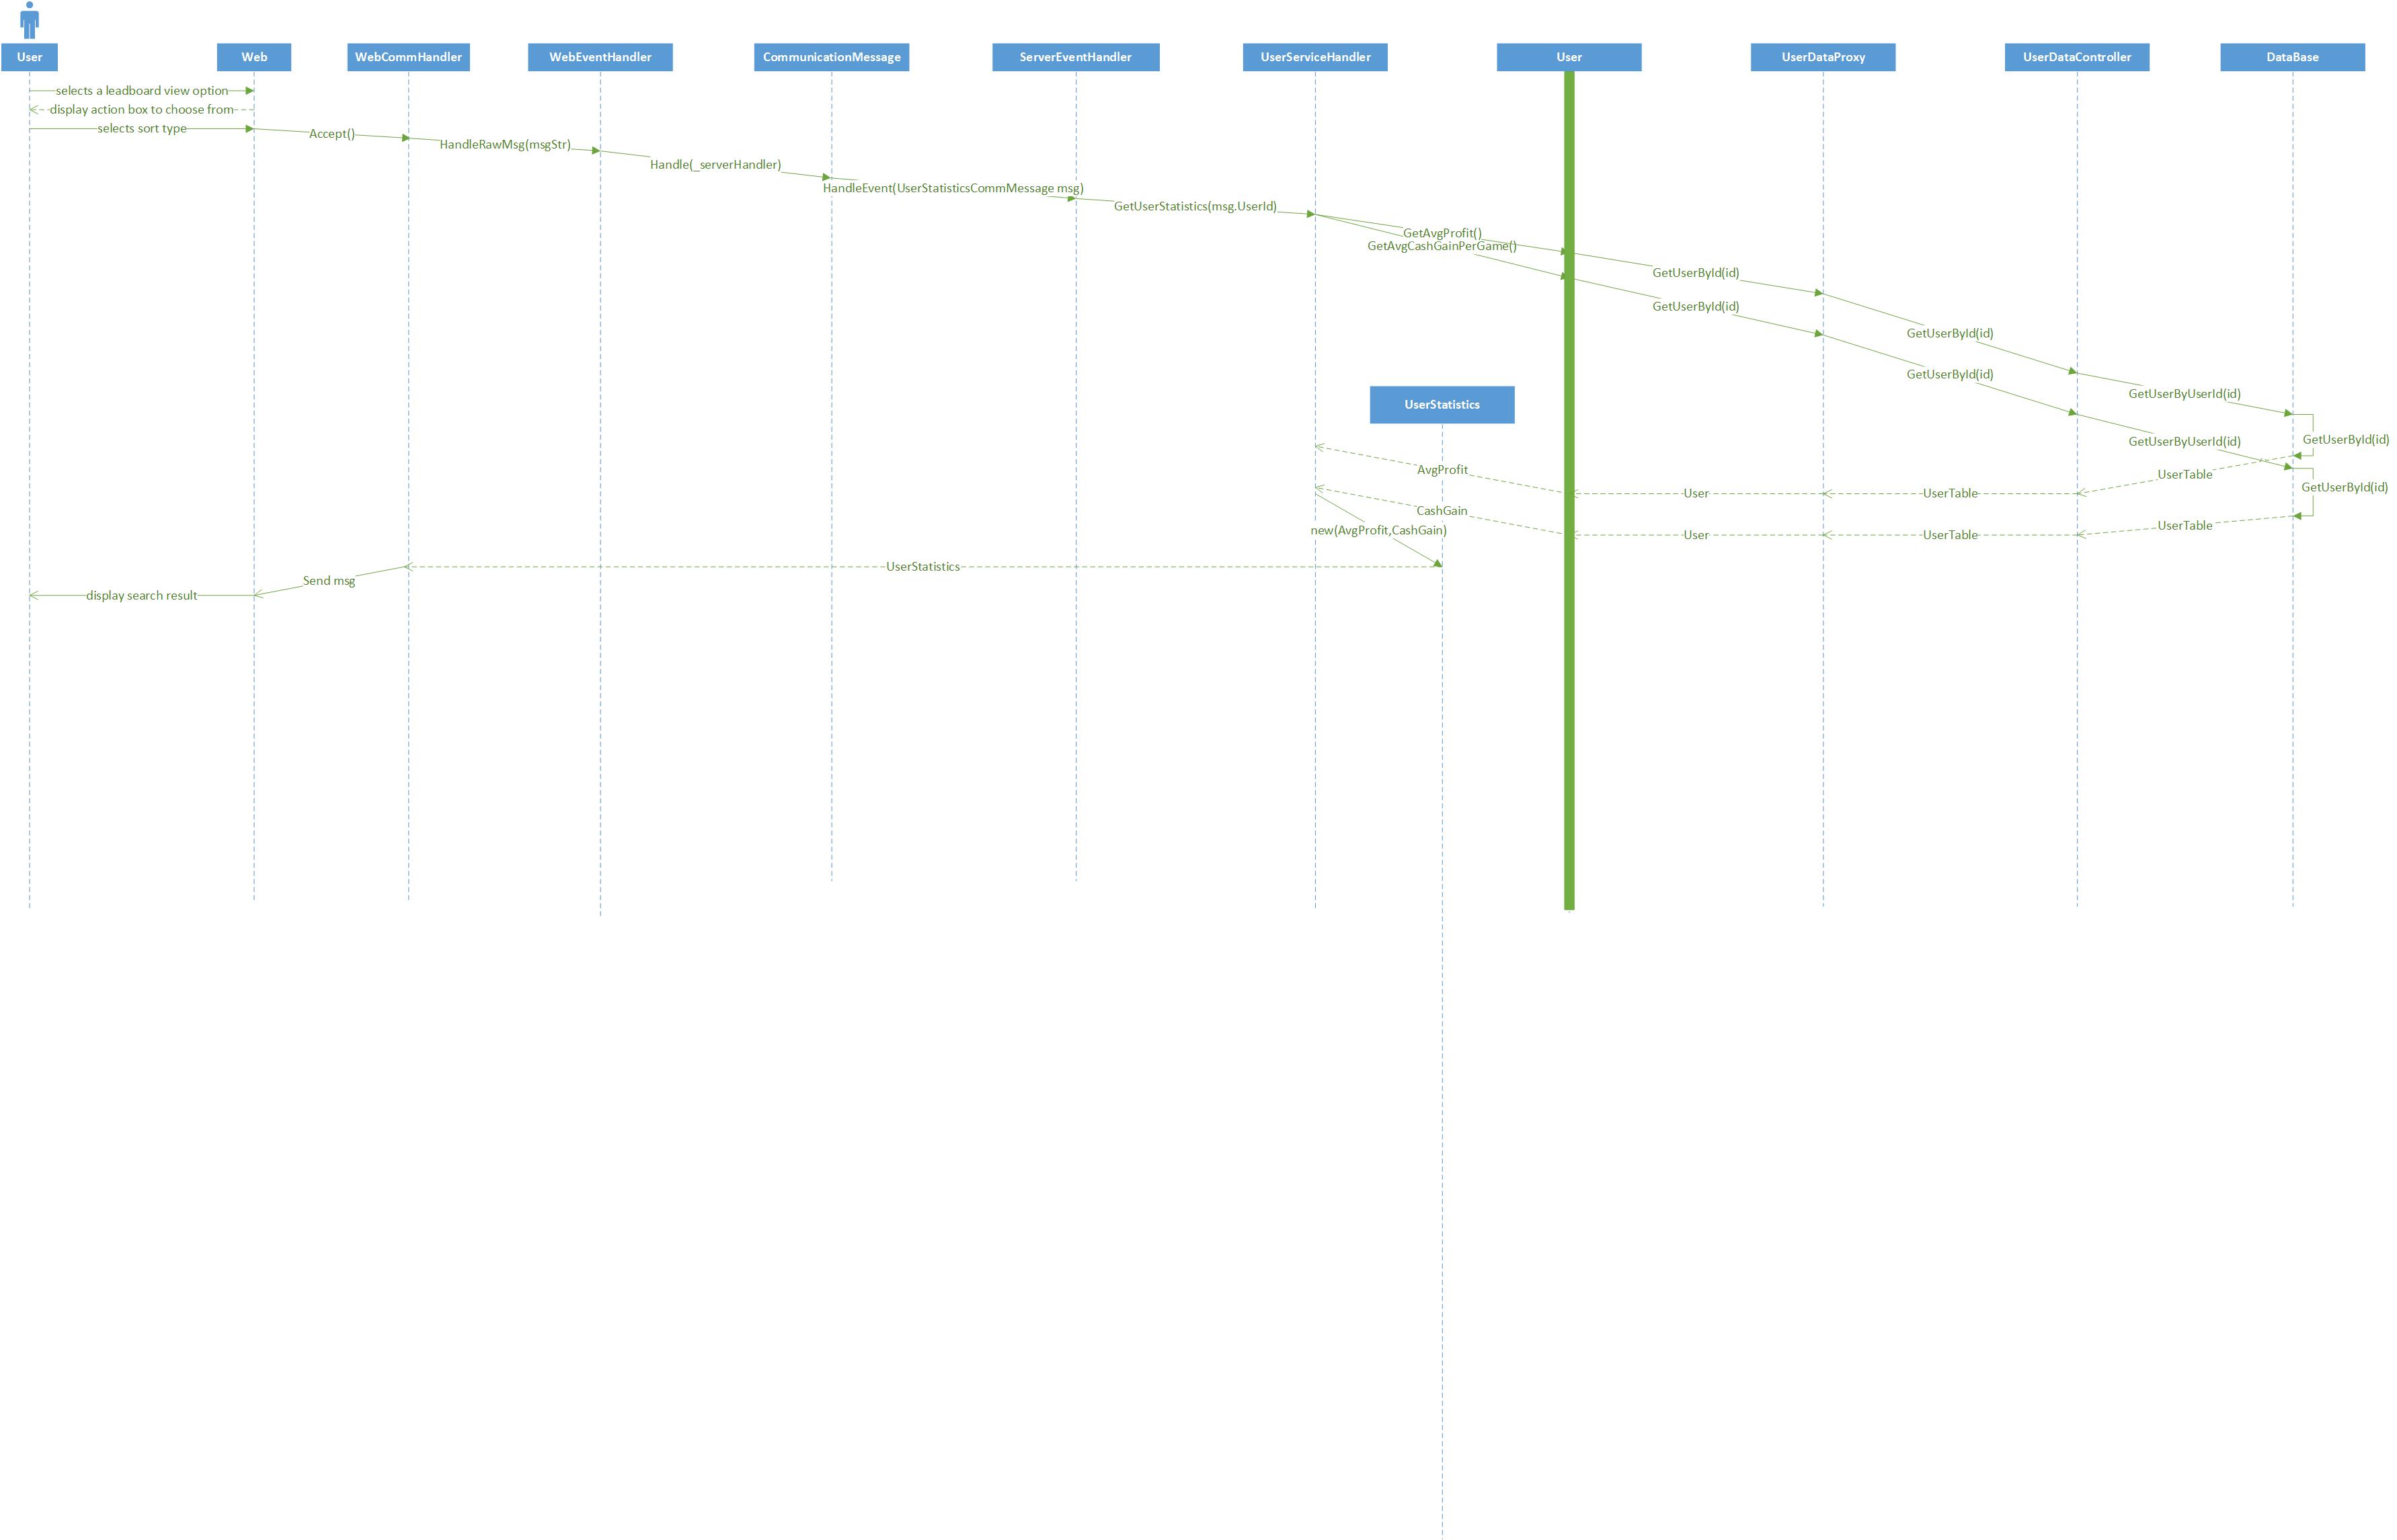 User
Web
WebCommHandler
WebEventHandler
CommunicationMessage
ServerEventHandler
UserServiceHandler
User
UserDataProxy
UserDataController
DataBase
selects a leadboard view option
display action box to choose from
selects sort type
Accept()
HandleRawMsg(msgStr)
Handle(_serverHandler)
HandleEvent(UserStatisticsCommMessage msg)
GetUserStatistics(msg.UserId)
GetAvgProfit()
GetAvgCashGainPerGame()
GetUserById(id)
GetUserById(id)
GetUserById(id)
GetUserById(id)
GetUserByUserId(id)
UserStatistics
GetUserByUserId(id)
GetUserById(id)
AvgProfit
UserTable
GetUserById(id)
User
UserTable
CashGain
UserTable
new(AvgProfit,CashGain)
User
UserTable
UserStatistics
Send msg
display search result